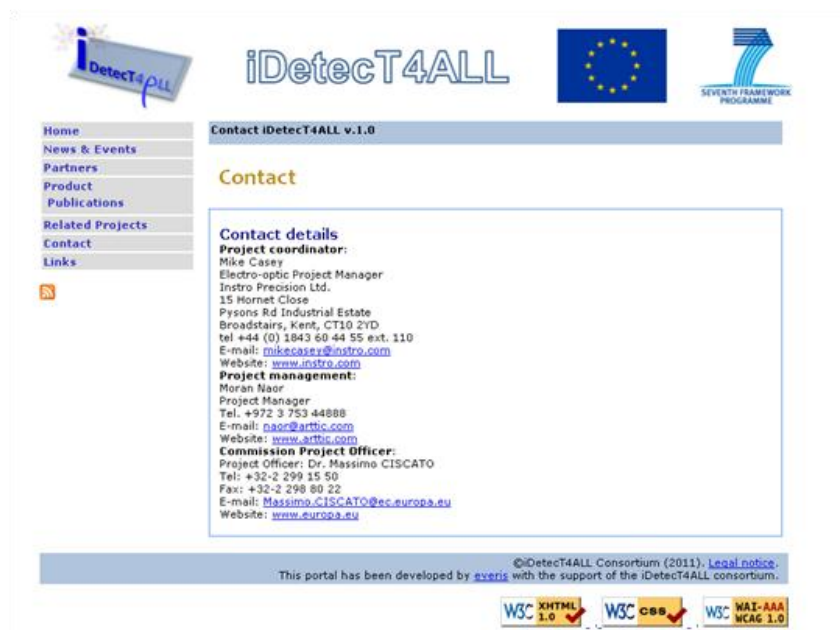 iDetecT4ALL
iDetecT4ALL
SEVENTH FRAMEWORK
PROGRAMME
Home
News & Events
Partners
Product
Publications
Related Projects
Contact
Links
Contact iDetecT4ALL v.1.0
Contact
Contact details
Project coordinator:
Mike Casey
Electro-optic Project Manager
Instro Precision Ltd.
15 Hornet Close
Pysons Rd Industrial Estate
Broadstairs, Kent, CT10 2YD
tel +44 (0) 1843 60 44 55 ext. 110
E-mail: mikecasey@instro.com
Website: www.instro.com
Project management:
Moran Naor
Project Manager
Tel. +972 3 753 44888
E-mail: naor@arttic.com
Website: www.arttic.com
Commission Project Officer:
Project Officer: Dr. Massimo CISCATO
Tel: +32-2 299 15 50
Fax: +32-2 298 80 22
E-mail: Massimo.CISCATO@ec.europa.eu
Website: www.europa.eu
©iDetecT4ALL Consortium (2011). Legal notice.
This portal has been developed by everis with the support of the iDetecT4ALL consortium.
W3C XHTML 1.0
W3C css
W3C WAI-AAA WCAG 1.0